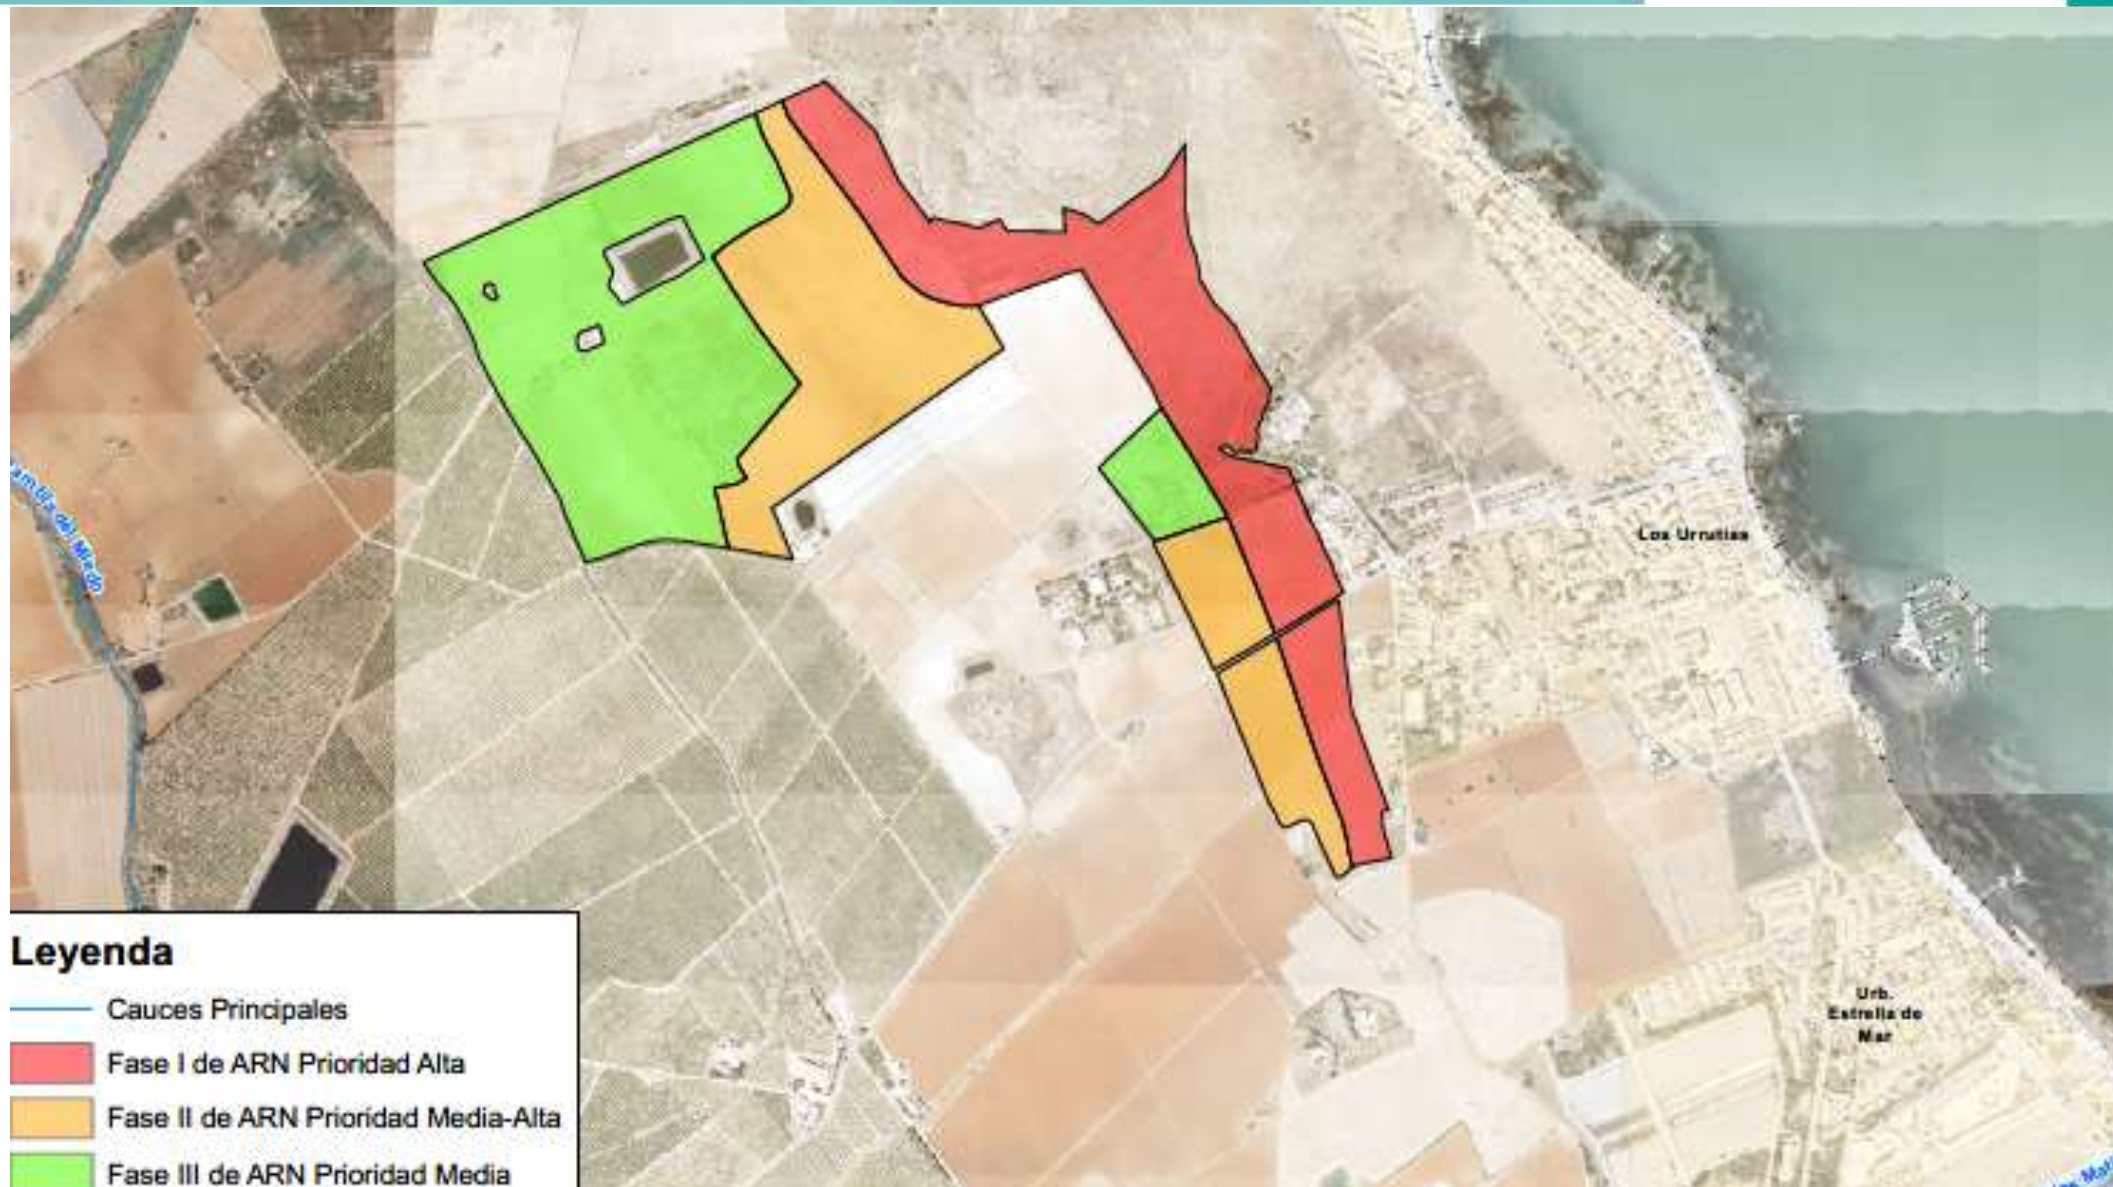 Los Urrutias
Urb.
Estrella de
Mar
Leyenda
Cauces Principales
Fase I de ARN Prioridad Alta
Fase II de ARN Prioridad Media-Alta
Fase III de ARN Prioridad Media